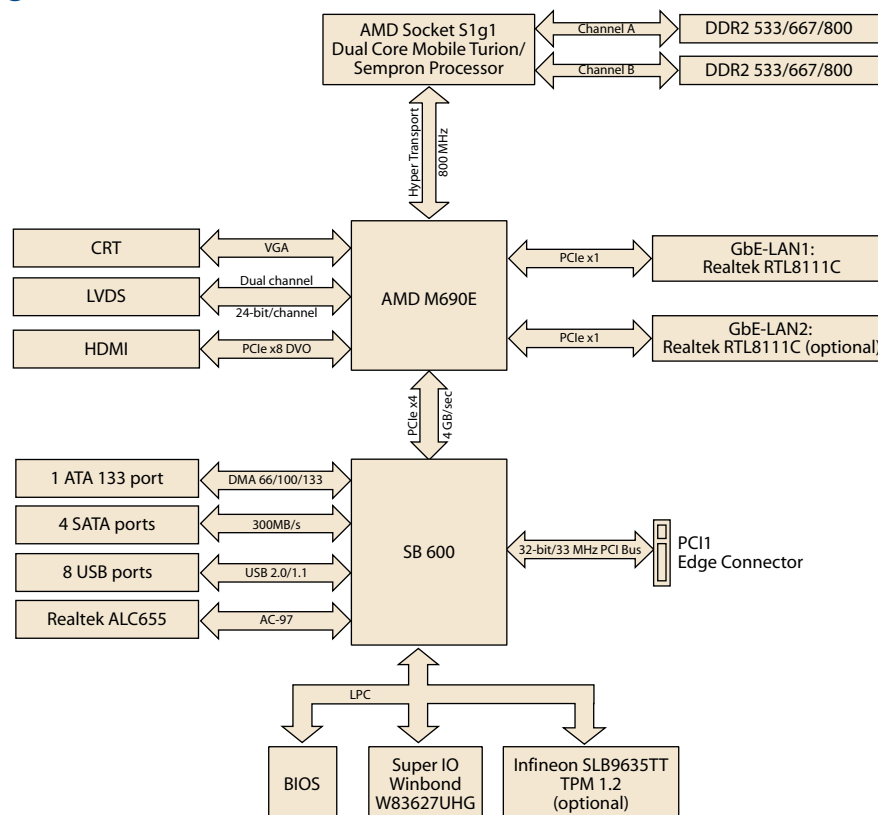 AMD Socket S1g1
Dual Core Mobile Turion/
Sempron Processor
Channel A
DDR2 533/667/800
Channel B
DDR2 533/667/800
Hyper Transport
800 MHz
CRT
VGA
LVDS
Dual channel
24-bit/channel
HDMI
PCIe x8 DVO
AMD M690E
PCIe x1
GbE-LAN1:
Realtek RTL8111C
PCIe x1
GbE-LAN2:
Realtek RTL8111C (optional)
PCIe x4
4 GB/sec
1 ATA 133 port
DMA 66/100/133
4 SATA ports
300MB/s
8 USB ports
USB 2.0/1.1
Realtek ALC655
AC-97
SB 600
32-bit/33 MHz PCI Bus
PCI1
Edge Connector
LPC
BIOS
Super IO
Winbond
W83627UHG
Infineon SLB9635TT
TPM 1.2
(optional)